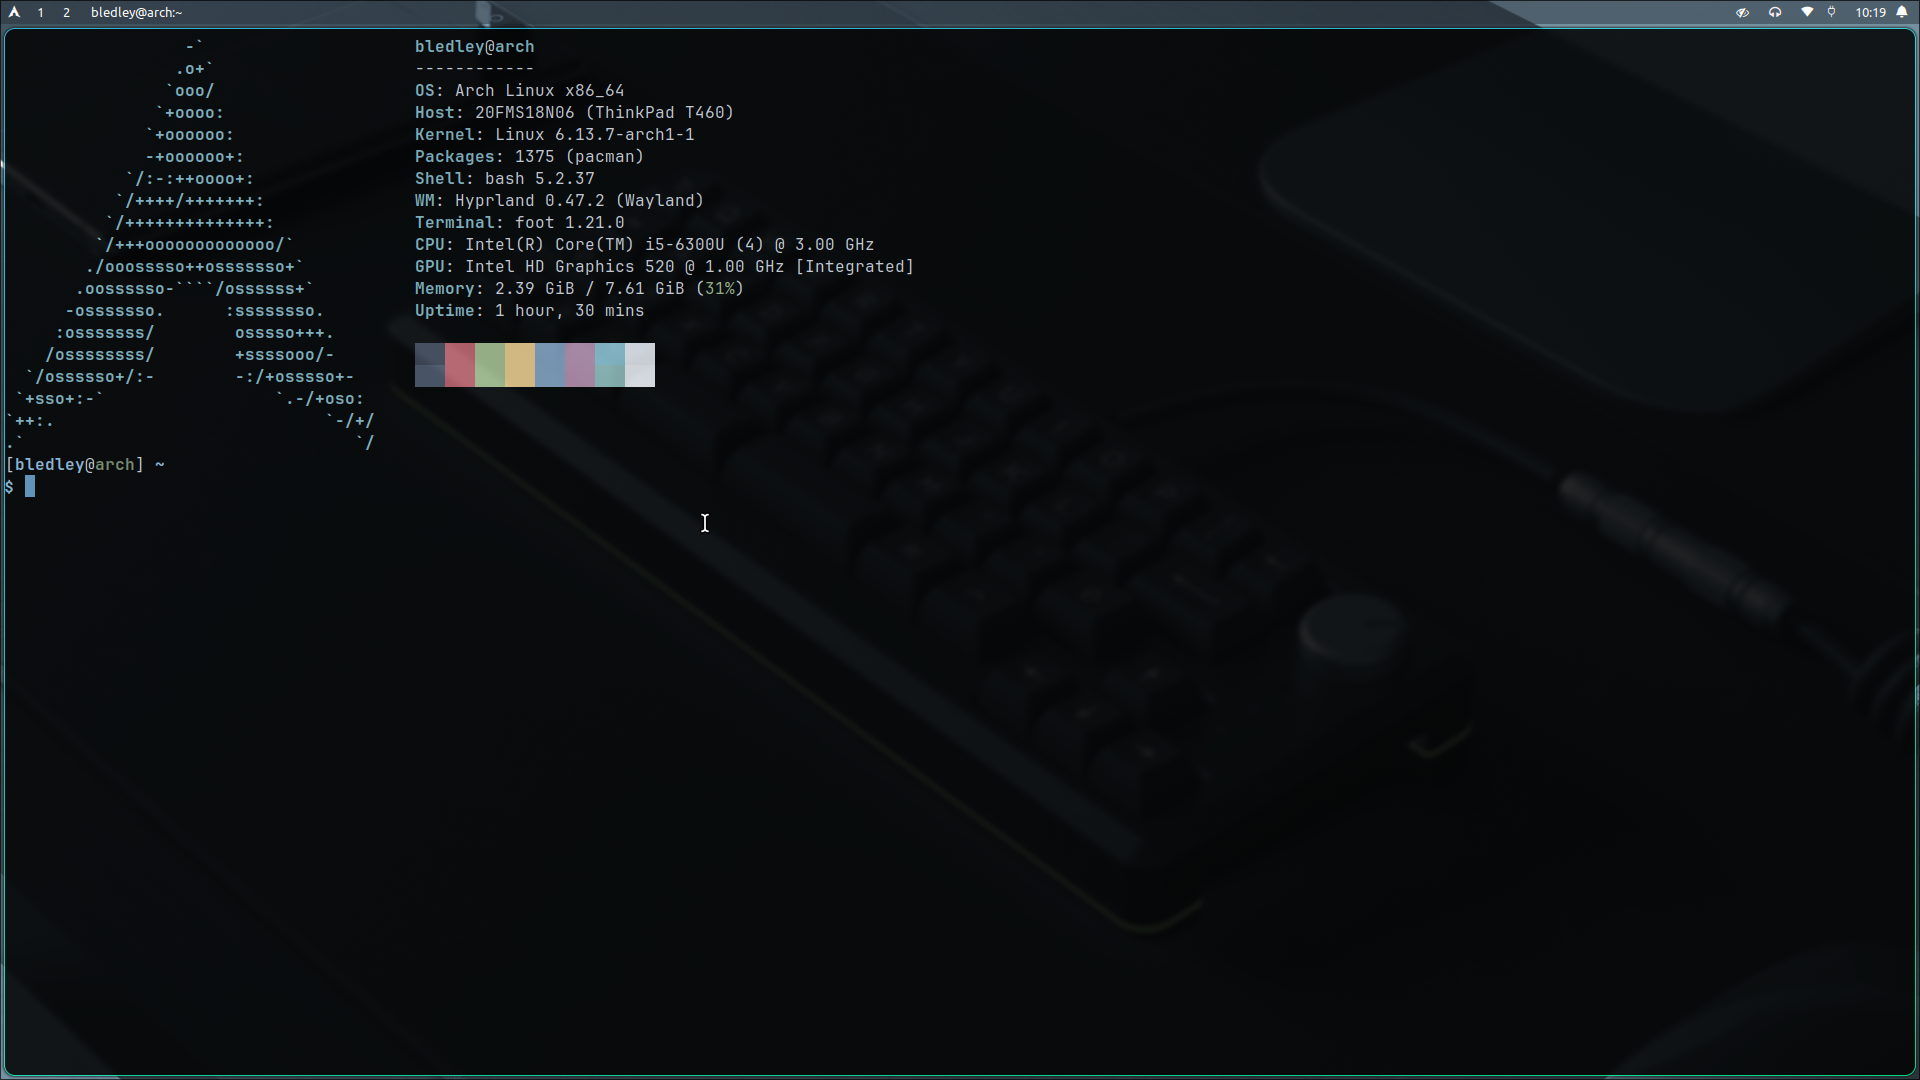 1 2 bledley@arch:~ 10:19
                  -`
                 .o+`
                `ooo/
               `+oooo:
              `+oooooo:
              -+oooooo+:
            `/:-:++oooo+:
           `/++++/+++++++:
          `/++++++++++++++:
         `/+++ooooooooooooo/`
        ./ooosssso++osssssso+`
       .oossssso-````/ossssss+`
      -osssssso.      :ssssssso.
     :osssssss/        osssso+++.
    /ossssssss/        +ssssooo/-
  `/ossssso+/:-        -:/+osssso+-
 `+sso+:-`                 `.-/+oso:
`++:.                           `-/+/
.`                                 `/
bledley@arch
------------
OS: Arch Linux x86_64
Host: 20FMS18N06 (ThinkPad T460)
Kernel: Linux 6.13.7-arch1-1
Packages: 1375 (pacman)
Shell: bash 5.2.37
WM: Hyprland 0.47.2 (Wayland)
Terminal: foot 1.21.0
CPU: Intel(R) Core(TM) i5-6300U (4) @ 3.00 GHz
GPU: Intel HD Graphics 520 @ 1.00 GHz [Integrated]
Memory: 2.39 GiB / 7.61 GiB (31%)
Uptime: 1 hour, 30 mins
[bledley@arch] ~
$